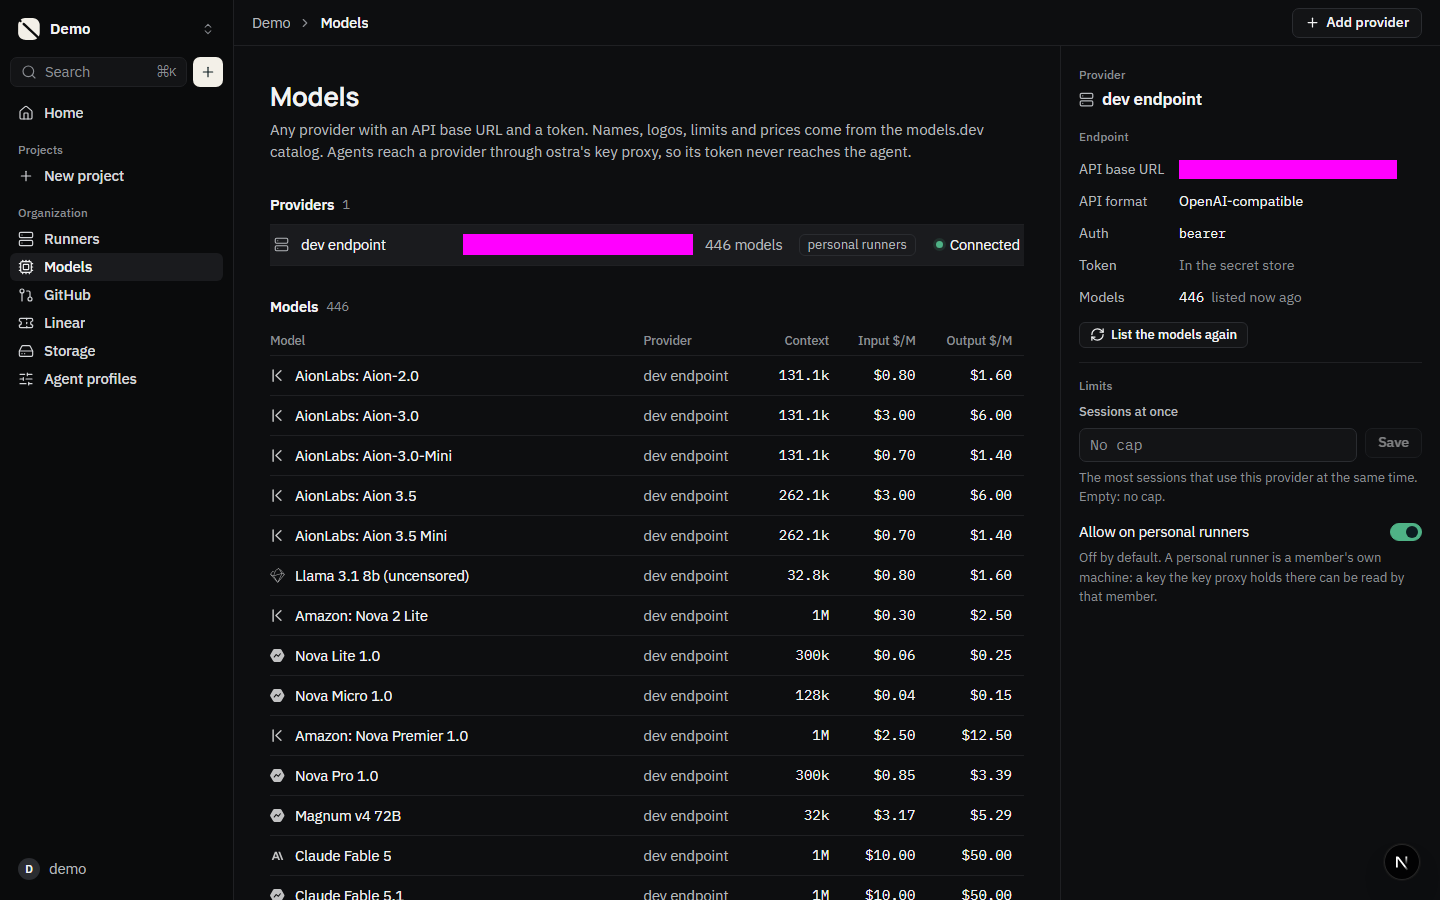 Demo
Search ⌘K
Home
Projects
New project
Organization
Runners
Models
GitHub
Linear
Storage
Agent profiles
D demo
Demo > Models
Add provider
Models
Any provider with an API base URL and a token. Names, logos, limits and prices come from the models.dev
catalog. Agents reach a provider through ostra's key proxy, so its token never reaches the agent.
Providers 1
dev endpoint 446 models personal runners Connected
Models 446
Model Provider Context Input $/M Output $/M
AionLabs: Aion-2.0 dev endpoint 131.1k $0.80 $1.60
AionLabs: Aion-3.0 dev endpoint 131.1k $3.00 $6.00
AionLabs: Aion-3.0-Mini dev endpoint 131.1k $0.70 $1.40
AionLabs: Aion 3.5 dev endpoint 262.1k $3.00 $6.00
AionLabs: Aion 3.5 Mini dev endpoint 262.1k $0.70 $1.40
Llama 3.1 8b (uncensored) dev endpoint 32.8k $0.80 $1.60
Amazon: Nova 2 Lite dev endpoint 1M $0.30 $2.50
Nova Lite 1.0 dev endpoint 300k $0.06 $0.25
Nova Micro 1.0 dev endpoint 128k $0.04 $0.15
Amazon: Nova Premier 1.0 dev endpoint 1M $2.50 $12.50
Nova Pro 1.0 dev endpoint 300k $0.85 $3.39
Magnum v4 72B dev endpoint 32k $3.17 $5.29
Claude Fable 5 dev endpoint 1M $10.00 $50.00
Claude Fable 5.1 dev endpoint 1M $10.00 $50.00
Provider
dev endpoint
Endpoint
API base URL
API format OpenAI-compatible
Auth bearer
Token In the secret store
Models 446 listed now ago
List the models again
Limits
Sessions at once
No cap Save
The most sessions that use this provider at the same time.
Empty: no cap.
Allow on personal runners
Off by default. A personal runner is a member's own
machine: a key the key proxy holds there can be read by
that member.
N